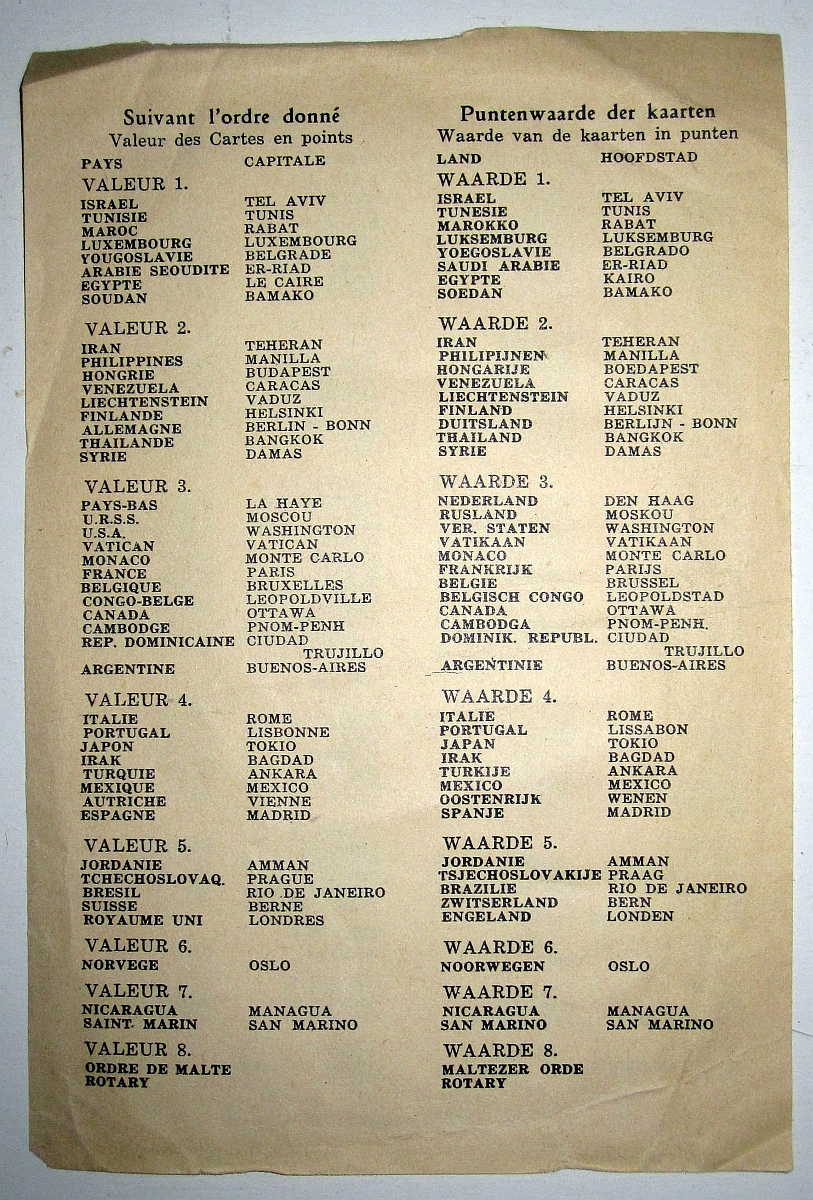 Suivant l'ordre donné
Valeur des Cartes en points
PAYS CAPITALE
VALEUR 1.
ISRAEL TEL AVIV
TUNISIE TUNIS
MAROC RABAT
LUXEMBOURG LUXEMBOURG
YOUGOSLAVIE BELGRADE
ARABIE SEOUDITE ER-RIAD
EGYPTE LE CAIRE
SOUDAN BAMAKO
VALEUR 2.
IRAN TEHERAN
PHILIPPINES MANILLA
HONGRIE BUDAPEST
VENEZUELA CARACAS
LIECHTENSTEIN VADUZ
FINLANDE HELSINKI
ALLEMAGNE BERLIN - BONN
THAILANDE BANGKOK
SYRIE DAMAS
VALEUR 3.
PAYS-BAS LA HAYE
U.R.S.S. MOSCOU
U.S.A. WASHINGTON
VATICAN VATICAN
MONACO MONTE CARLO
FRANCE PARIS
BELGIQUE BRUXELLES
CONGO-BELGE LEOPOLDVILLE
CANADA OTTAWA
CAMBODGE PNOM-PENH
REP. DOMINICAINE CIUDAD
TRUJILLO
ARGENTINE BUENOS-AIRES
VALEUR 4.
ITALIE ROME
PORTUGAL LISBONNE
JAPON TOKIO
IRAK BAGDAD
TURQUIE ANKARA
MEXIQUE MEXICO
AUTRICHE VIENNE
ESPAGNE MADRID
VALEUR 5.
JORDANIE AMMAN
TCHECHOSLOVAQ. PRAGUE
BRESIL RIO DE JANEIRO
SUISSE BERNE
ROYAUME UNI LONDRES
VALEUR 6.
NORVEGE OSLO
VALEUR 7.
NICARAGUA MANAGUA
SAINT. MARIN SAN MARINO
VALEUR 8.
ORDRE DE MALTE
ROTARY
Puntenwaarde der kaarten
Waarde van de kaarten in punten
LAND HOOFDSTAD
WAARDE 1.
ISRAEL TEL AVIV
TUNESIE TUNIS
MAROKKO RABAT
LUKSEMBURG LUKSEMBURG
YOEGOSLAVIE BELGRADO
SAUDI ARABIE ER-RIAD
EGYPTE KAIRO
SOEDAN BAMAKO
WAARDE 2.
IRAN TEHERAN
PHILIPIJNEN MANILLA
HONGARIJE BOEDAPEST
VENEZUELA CARACAS
LIECHTENSTEIN VADUZ
FINLAND HELSINKI
DUITSLAND BERLIJN - BONN
THAILAND BANGKOK
SYRIE DAMAS
WAARDE 3.
NEDERLAND DEN HAAG
RUSLAND MOSKOU
VER. STATEN WASHINGTON
VATIKAAN VATIKAAN
MONACO MONTE CARLO
FRANKRIJK PARIJS
BELGIE BRUSSEL
BELGISCH CONGO LEOPOLDSTAD
CANADA OTTAWA
CAMBODGA PNOM-PENH.
DOMINIK. REPUBL. CIUDAD
TRUJILLO
ARGENTINIE BUENOS-AIRES
WAARDE 4.
ITALIE ROME
PORTUGAL LISSABON
JAPAN TOKIO
IRAK BAGDAD
TURKIJE ANKARA
MEXICO MEXICO
OOSTENRIJK WENEN
SPANJE MADRID
WAARDE 5.
JORDANIE AMMAN
TSJECHOSLOVAKIJE PRAAG
BRAZILIE RIO DE JANEIRO
ZWITSERLAND BERN
ENGELAND LONDEN
WAARDE 6.
NOORWEGEN OSLO
WAARDE 7.
NICARAGUA MANAGUA
SAN MARINO SAN MARINO
WAARDE 8.
MALTEZER ORDE
ROTARY